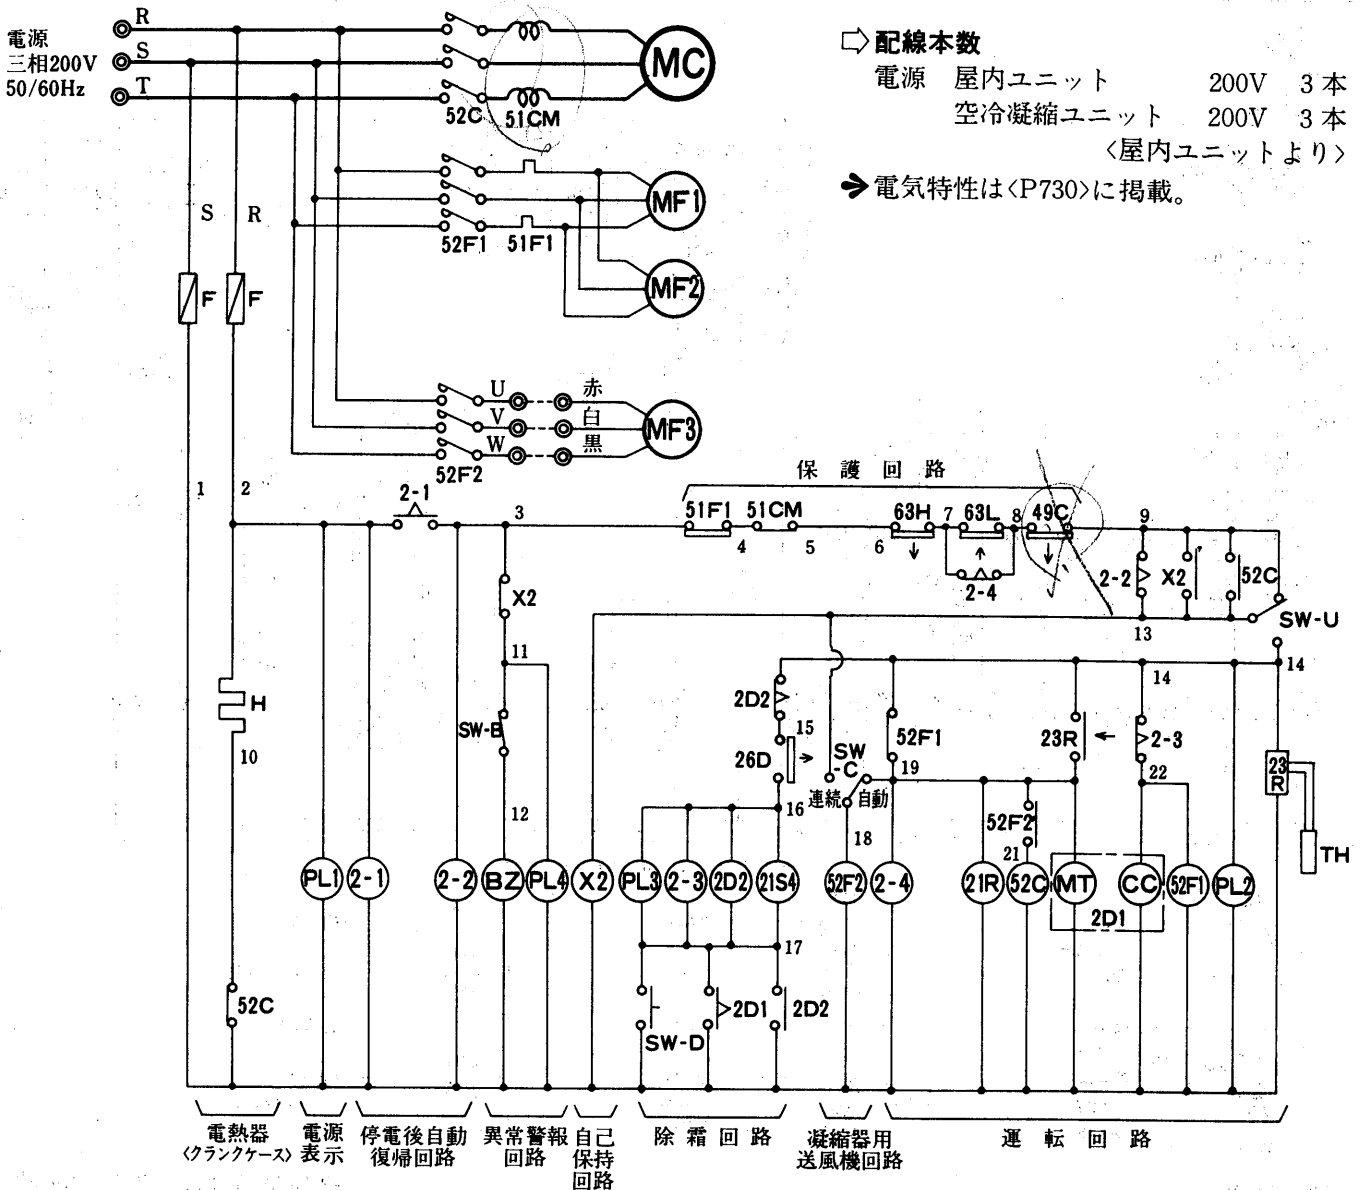 電源
三相200V
50/60Hz
R
S
T
52C
51CM
MC
⇨配線本数
電源 屋内ユニット 200V 3本
空冷凝縮ユニット 200V 3本
〈屋内ユニットより〉
➔電気特性は〈P730〉に掲載。
S
R
52F1
51F1
MF1
MF2
F
F
U
V
W
赤
白
黒
52F2
MF3
1
2
2-1
3
保護回路
51F1
51CM
63H
7
63L
8
49C
9
4
5
6
2-4
2-2
X2
52C
SW-U
X2
13
11
14
14
H
SW-B
2D2
15
52F1
23R
2-3
10
26D
SW
-C
19
22
23
R
連続
自動
12
16
18
52F2
21
TH
PL1
2-1
2-2
BZ
PL4
X2
PL3
2-3
2D2
21S4
52F2
2-4
21R
52C
MT
CC
52F1
PL2
2D1
17
52C
SW-D
2D1
2D2
電熱器
〈クランクケース〉
電源
表示
停電後自動
復帰回路
異常警報
回路
自己
保持
回路
除霜回路
凝縮器用
送風機回路
運転回路